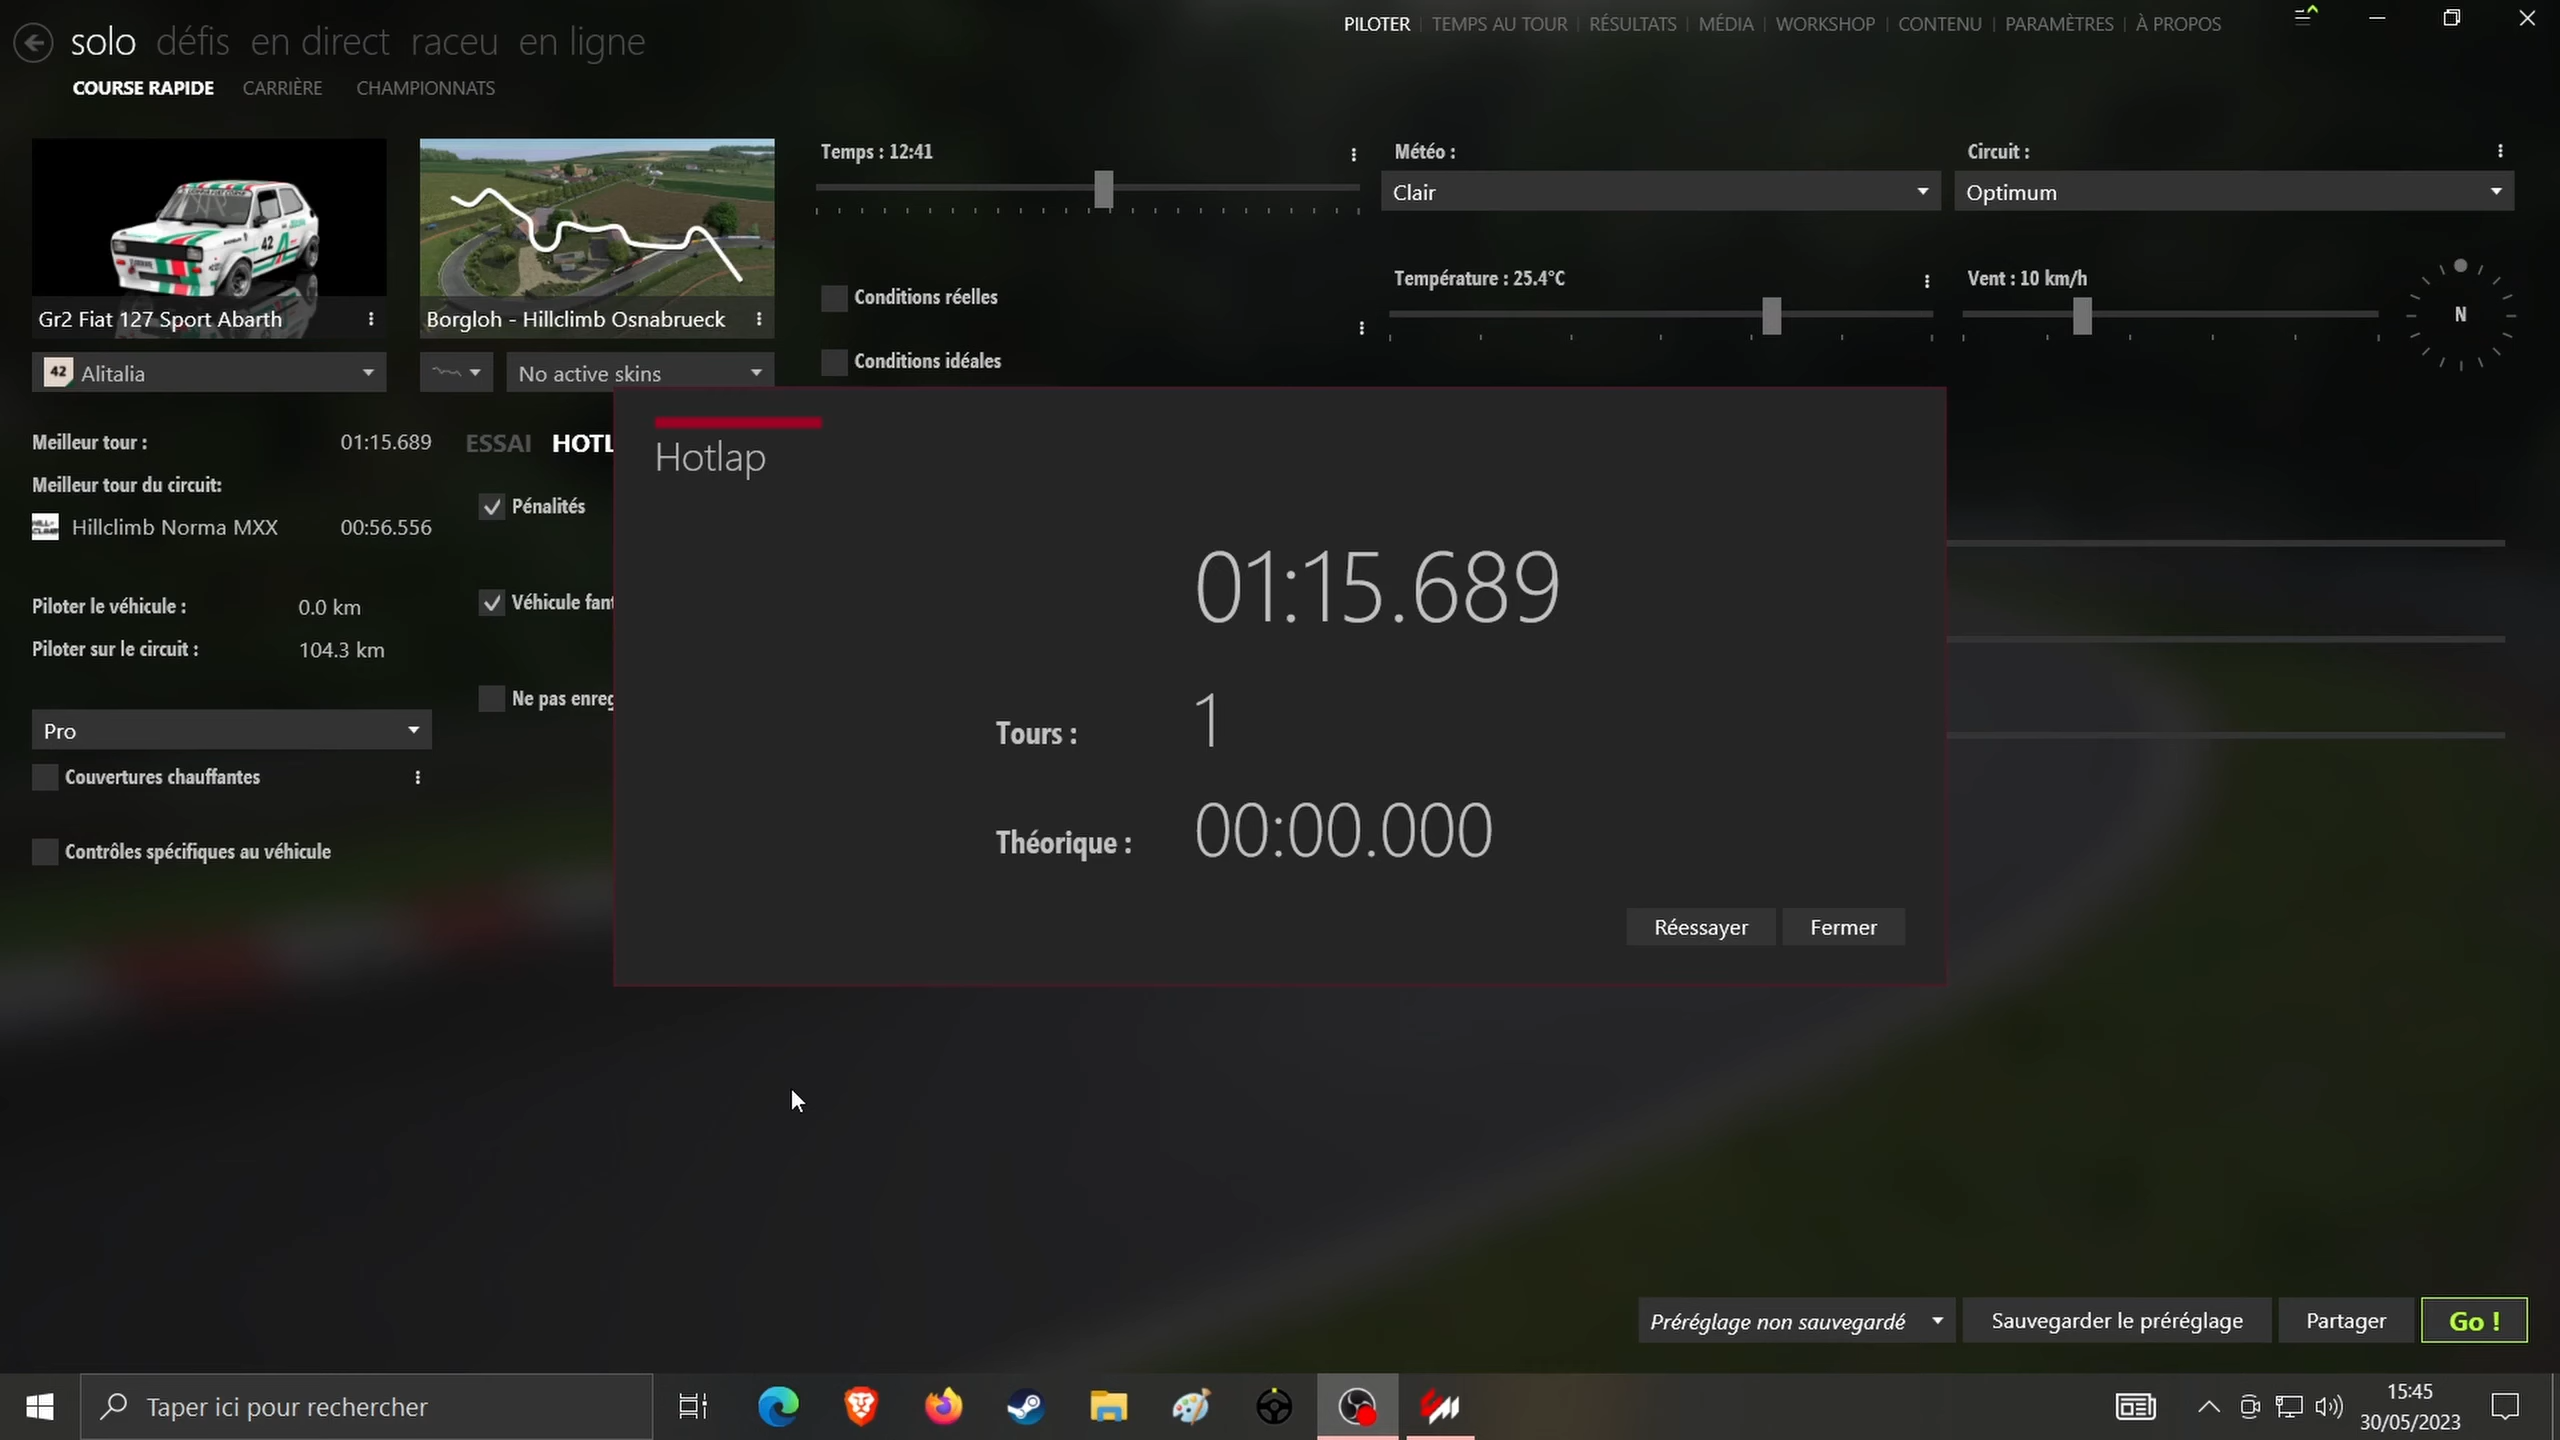 solo défis en direct raceu en ligne
PILOTER TEMPS AU TOUR RÉSULTATS MÉDIA WORKSHOP CONTENU PARAMÈTRES À PROPOS
COURSE RAPIDE CARRIÈRE CHAMPIONNATS
Gr2 Fiat 127 Sport Abarth
42 Alitalia
Borgloh - Hillclimb Osnabrueck
No active skins
Temps : 12:41
Conditions réelles
Conditions idéales
Météo :
Clair
Circuit :
Optimum
Température : 25.4°C
Vent : 10 km/h
N
Meilleur tour : 01:15.689
Meilleur tour du circuit:
Hillclimb Norma MXX 00:56.556
Piloter le véhicule : 0.0 km
Piloter sur le circuit : 104.3 km
Pro
Couvertures chauffantes
Contrôles spécifiques au véhicule
ESSAI HOTL
Pénalités
Véhicule fant
Ne pas enreg
Hotlap
01:15.689
Tours : 1
Théorique : 00:00.000
Réessayer Fermer
Préréglage non sauvegardé Sauvegarder le préréglage Partager Go !
Taper ici pour rechercher
15:45
30/05/2023